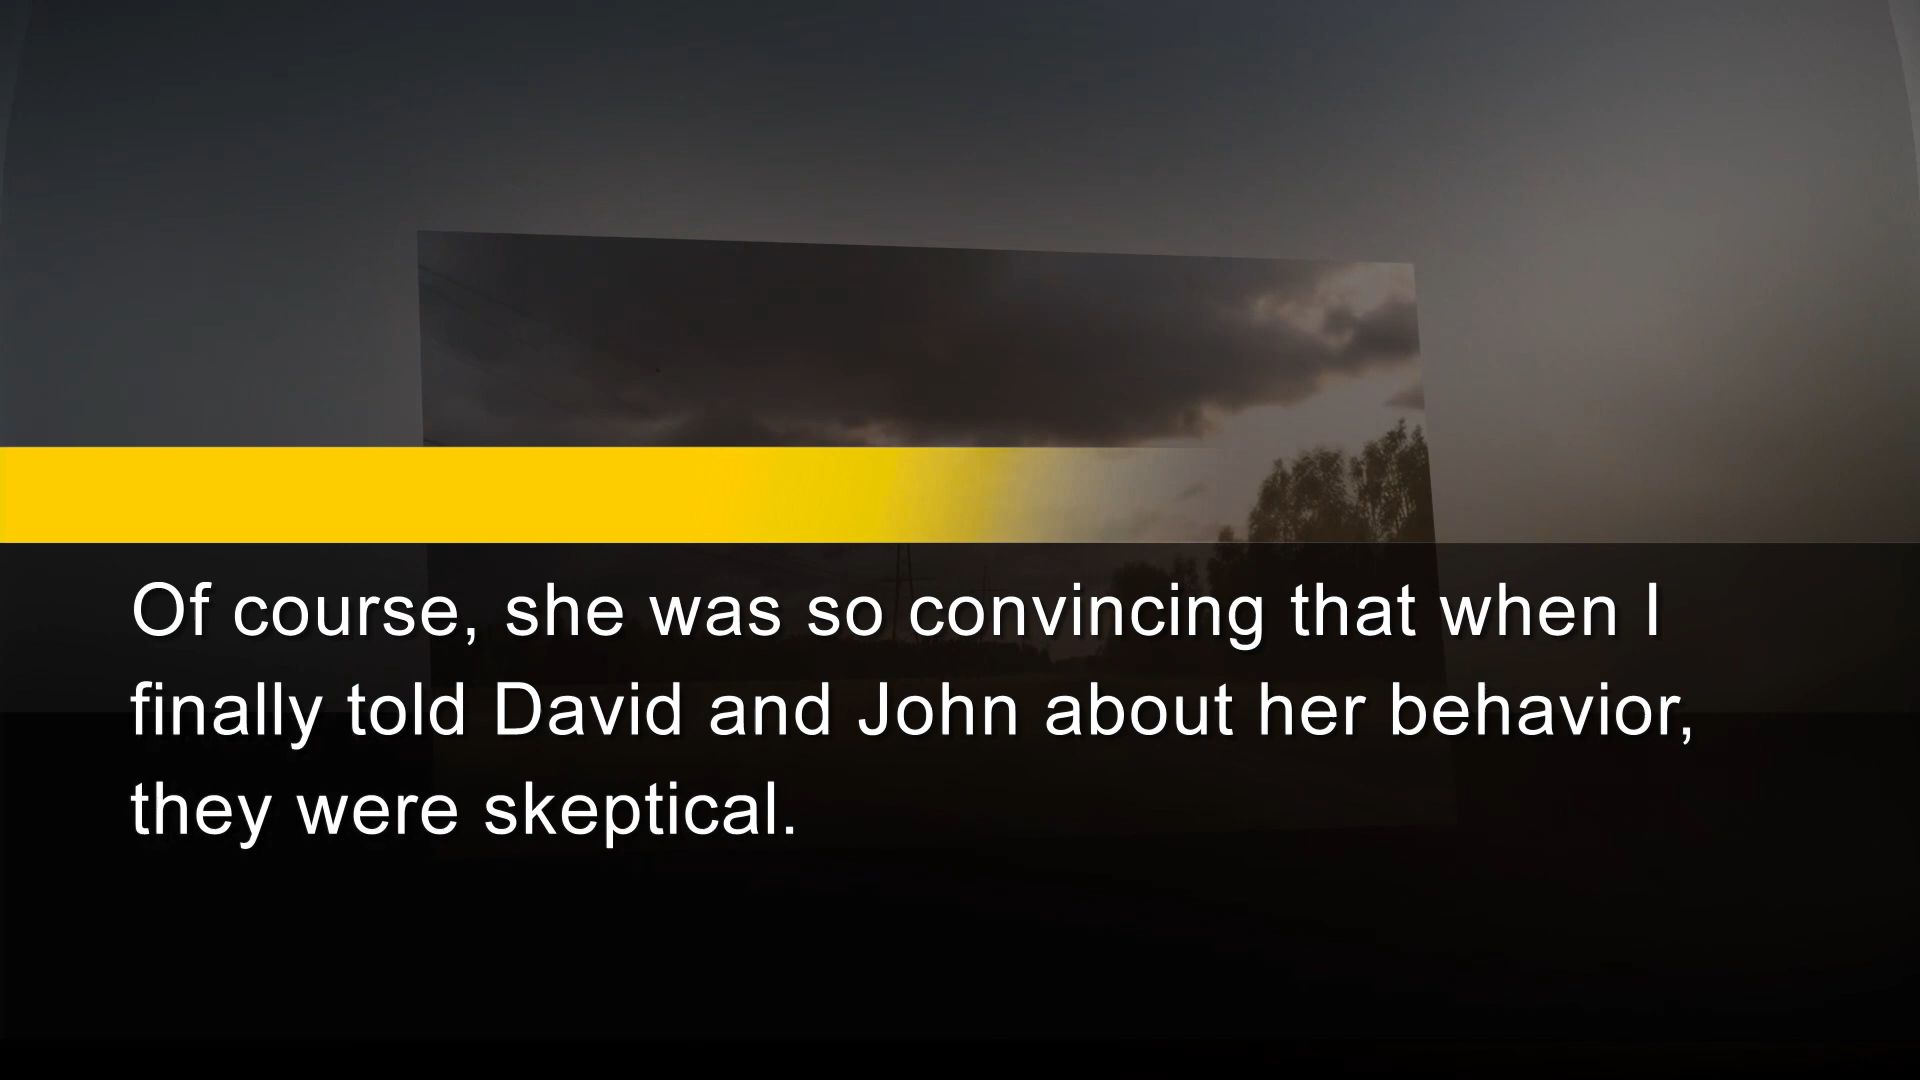 Of course, she was so convincing that when I
finally told David and John about her behavior,
they were skeptical.